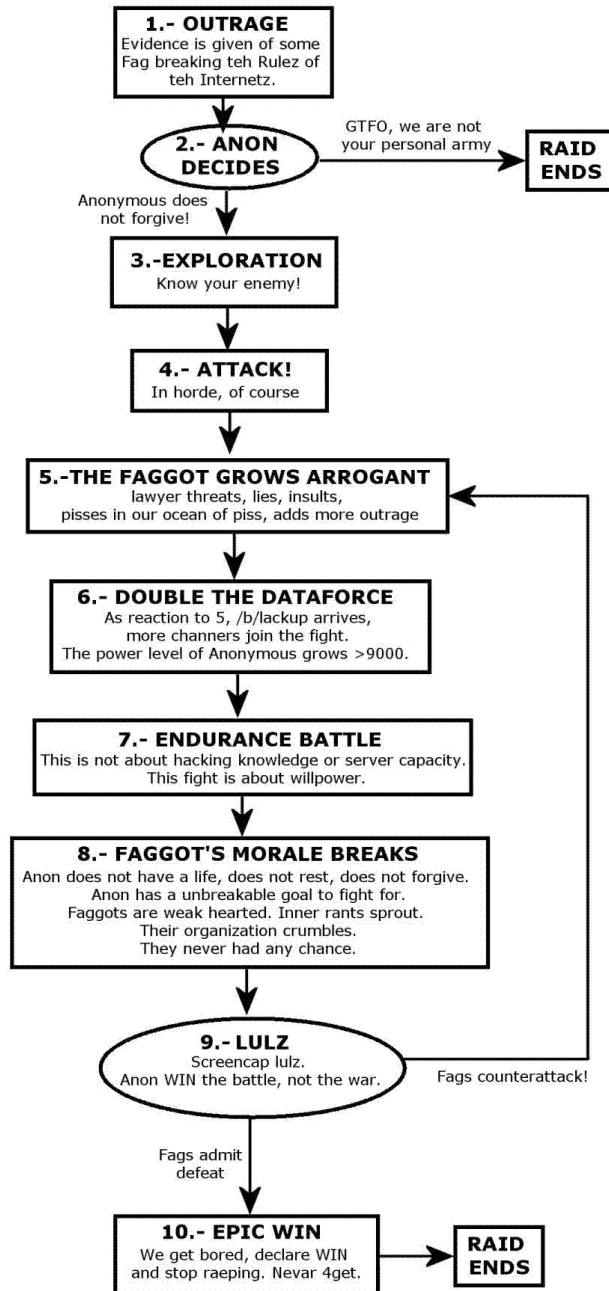 1.- OUTRAGE
Evidence is given of some
Fag breaking teh Rulez of
teh Internetz.
2.- ANON
DECIDES
GTFO, we are not
your personal army
RAID
ENDS
Anonymous does
not forgive!
3.-EXPLORATION
Know your enemy!
4.- ATTACK!
In horde, of course
5.-THE FAGGOT GROWS ARROGANT
lawyer threats, lies, insults,
pisses in our ocean of piss, adds more outrage
6.- DOUBLE THE DATAFORCE
As reaction to 5, /b/lackup arrives,
more channers join the fight.
The power level of Anonymous grows >9000.
7.- ENDURANCE BATTLE
This is not about hacking knowledge or server capacity.
This fight is about willpower.
8.- FAGGOT'S MORALE BREAKS
Anon does not have a life, does not rest, does not forgive.
Anon has a unbreakable goal to fight for.
Faggots are weak hearted. Inner rants sprout.
Their organization crumbles.
They never had any chance.
9.- LULZ
Screencap lulz.
Anon WIN the battle, not the war.
Fags counterattack!
Fags admit
defeat
10.- EPIC WIN
We get bored, declare WIN
and stop raeping. Nevar 4get.
RAID
ENDS